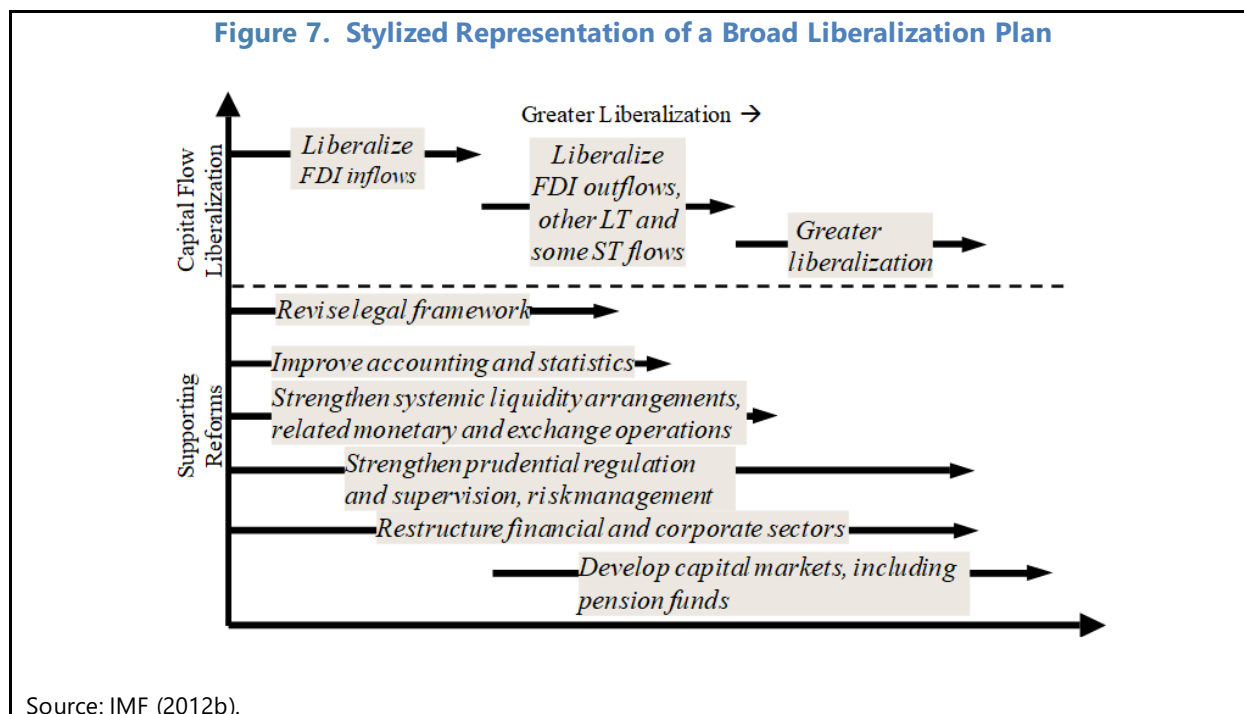 Figure 7. Stylized Representation of a Broad Liberalization Plan
Greater Liberalization →
Capital Flow
Liberalization
Liberalize
FDI inflows
Liberalize
FDI outflows,
other LT and
some ST flows
Greater
liberalization
Supporting
Reforms
Revise legal framework
Improve accounting and statistics
Strengthen systemic liquidity arrangements,
related monetary and exchange operations
Strengthen prudential regulation
and supervision, risk management
Restructure financial and corporate sectors
Develop capital markets, including
pension funds
Source: IMF (2012b).